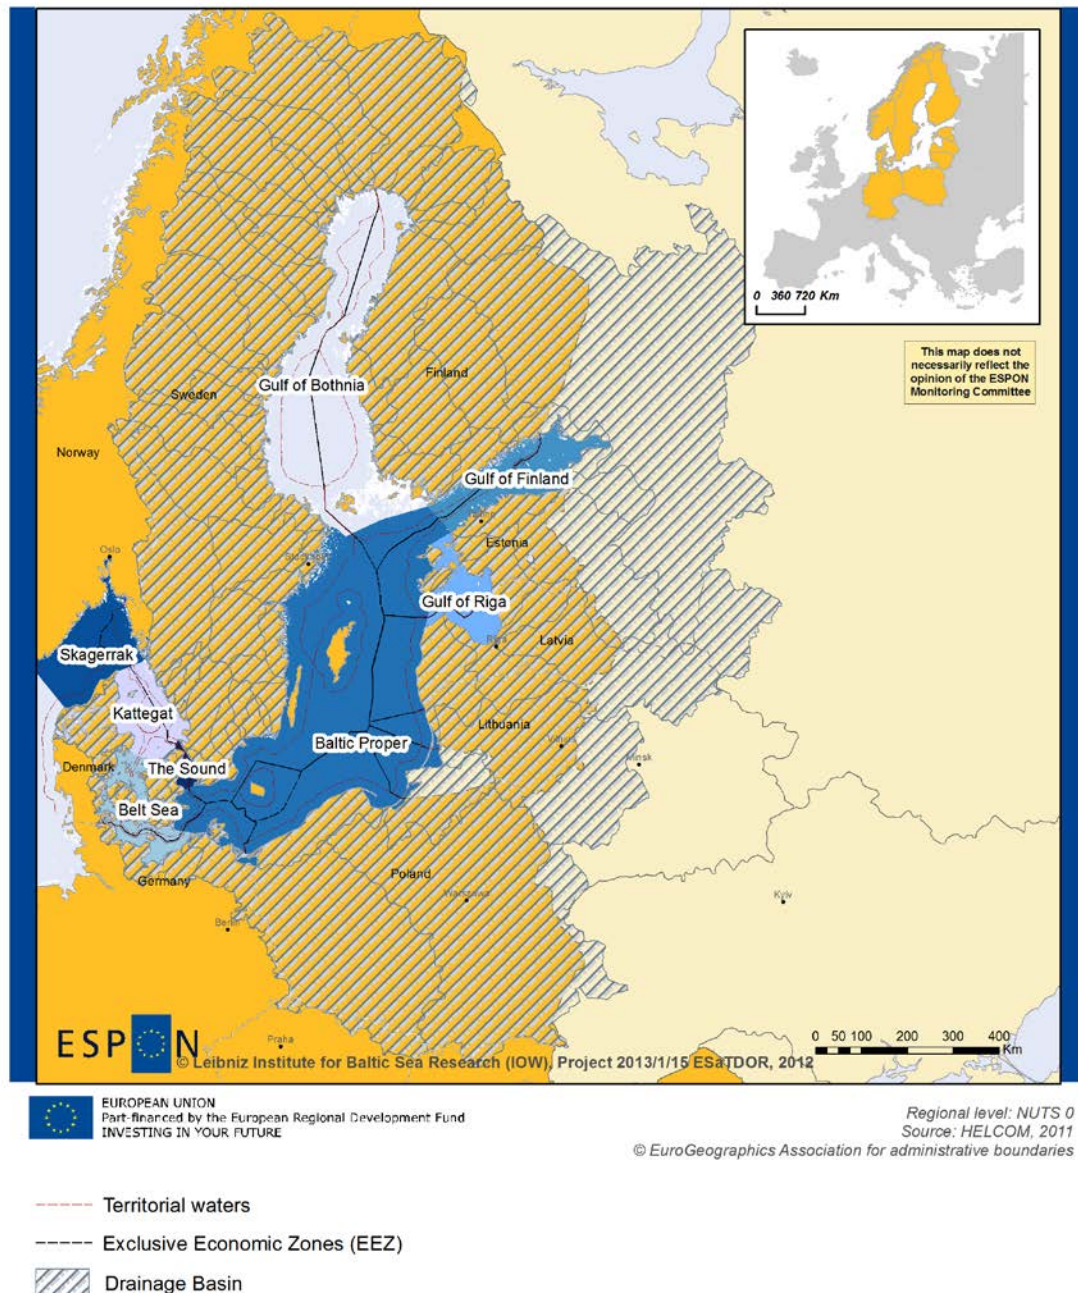 0 360 720 Km
This map does not
necessarily reflect the
opinion of the ESPON
Monitoring Committee
Gulf of Bothnia
Finland
Sweden
Norway
Gulf of Finland
Tallinn
Estonia
Oslo
Stockholm
Gulf of Riga
Riga
Latvia
Skagerrak
Kattegat
Lithuania
Baltic Proper
Vilnius
Minsk
Denmark
The Sound
Belt Sea
Germany
Poland
Warszawa
Kyiv
Berlin
ESPON
Praha
0 50 100 200 300 400
Km
© Leibniz Institute for Baltic Sea Research (IOW), Project 2013/1/15 ESaTDOR, 2012
EUROPEAN UNION
Part-financed by the European Regional Development Fund
INVESTING IN YOUR FUTURE
Regional level: NUTS 0
Source: HELCOM, 2011
© EuroGeographics Association for administrative boundaries
Territorial waters
Exclusive Economic Zones (EEZ)
Drainage Basin